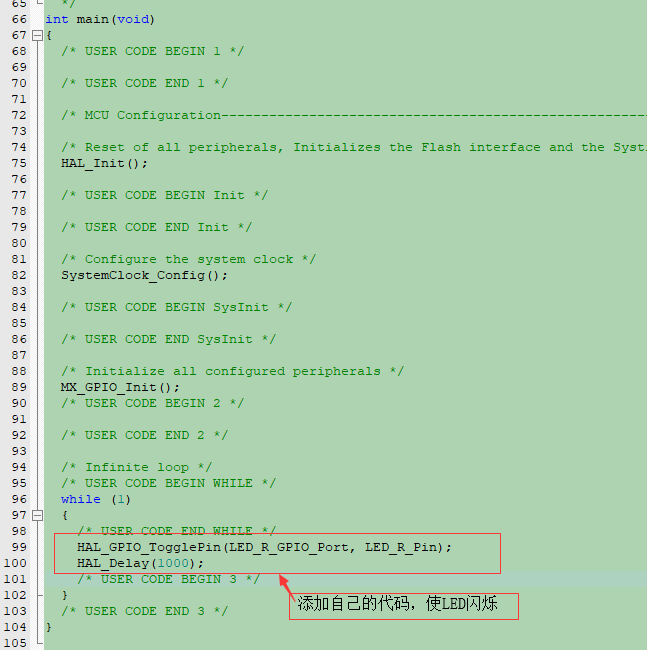 65 */
66 int main(void)
67 {
68 /* USER CODE BEGIN 1 */
69
70 /* USER CODE END 1 */
71
72 /* MCU Configuration-----------------------------------------------------
73
74 /* Reset of all peripherals, Initializes the Flash interface and the Syst
75 HAL_Init();
76
77 /* USER CODE BEGIN Init */
78
79 /* USER CODE END Init */
80
81 /* Configure the system clock */
82 SystemClock_Config();
83
84 /* USER CODE BEGIN SysInit */
85
86 /* USER CODE END SysInit */
87
88 /* Initialize all configured peripherals */
89 MX_GPIO_Init();
90 /* USER CODE BEGIN 2 */
91
92 /* USER CODE END 2 */
93
94 /* Infinite loop */
95 /* USER CODE BEGIN WHILE */
96 while (1)
97 {
98 /* USER CODE END WHILE */
99 HAL_GPIO_TogglePin(LED_R_GPIO_Port, LED_R_Pin);
100 HAL_Delay(1000);
101 /* USER CODE BEGIN 3 */
102 }
添加自己的代码，使LED闪烁
103 /* USER CODE END 3 */
104 }
105